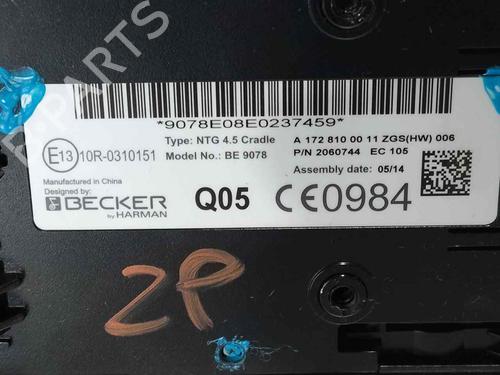 *9078E08E0237459*
E13 10R-0310151
Type: NTG 4.5 Cradle
Model No.: BE 9078
A 172 810 00 11 ZGS(HW) 006
P/N 2060744 EC 105
Manufactured in China
Designed by:
BECKER
by HARMAN
Q05
Assembly date: 05/14
CE0984
ZP
PARTS